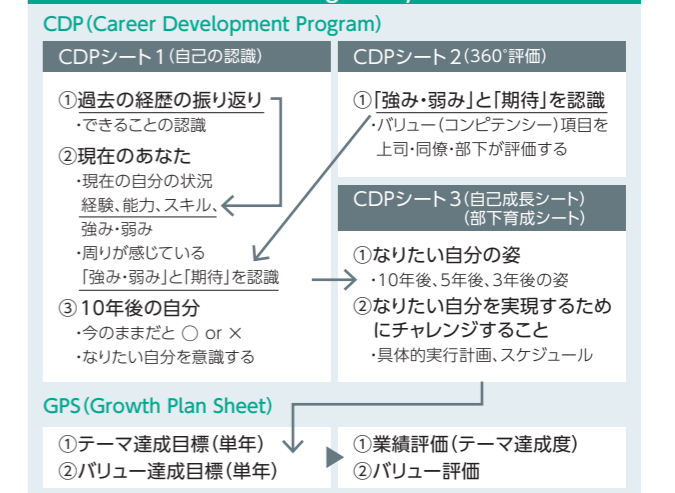 CDP(Career Development Program)
CDPシート1(自己の認識)
①過去の経歴の振り返り
・できることの認識
②現在のあなた
・現在の自分の状況
経験、能力、スキル、
強み・弱み
・周りが感じている
「強み・弱み」と「期待」を認識
③10年後の自分
・今のままだと ○ or ×
・なりたい自分を意識する
CDPシート2(360°評価)
①「強み・弱み」と「期待」を認識
・バリュー(コンピテンシー)項目を
上司・同僚・部下が評価する
CDPシート3(自己成長シート)
(部下育成シート)
①なりたい自分の姿
・10年後、5年後、3年後の姿
②なりたい自分を実現するため
にチャレンジすること
・具体的実行計画、スケジュール
GPS(Growth Plan Sheet)
①テーマ達成目標(単年)
②バリュー達成目標(単年)
①業績評価(テーマ達成度)
②バリュー評価